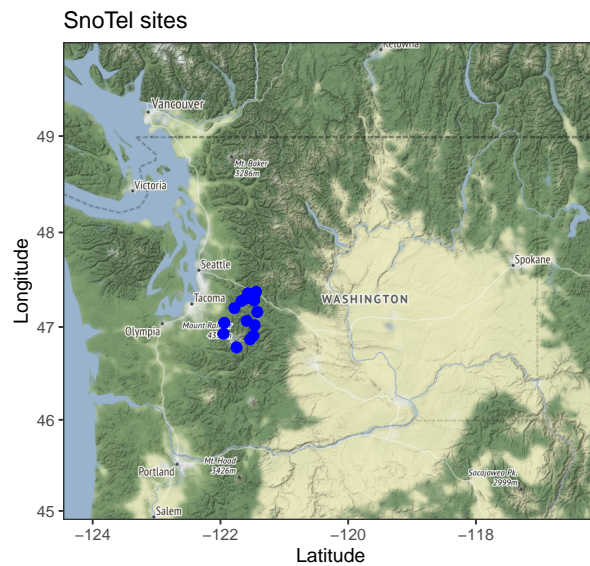 SnoTel sites
Kelowna
Vancouver
49
Mt. Baker
3286m
Victoria
48
Seattle
Spokane
Tacoma
WASHINGTON
Olympia
47
46
Mt. Hood
3426m
Portland
Sacajawea Pk.
2999m
Salem
45
−124
−122
−120
−118
Latitude
Longitude